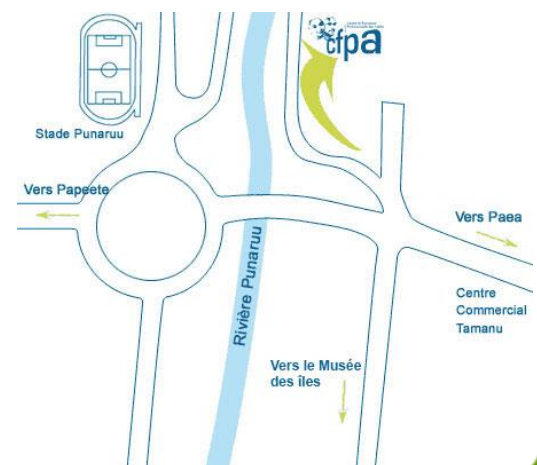 cfpa
Stade Punaruu
Vers Papeete
Vers Paea
Rivière Punaruu
Centre
Commercial
Tamanu
Vers le Musée
des îles